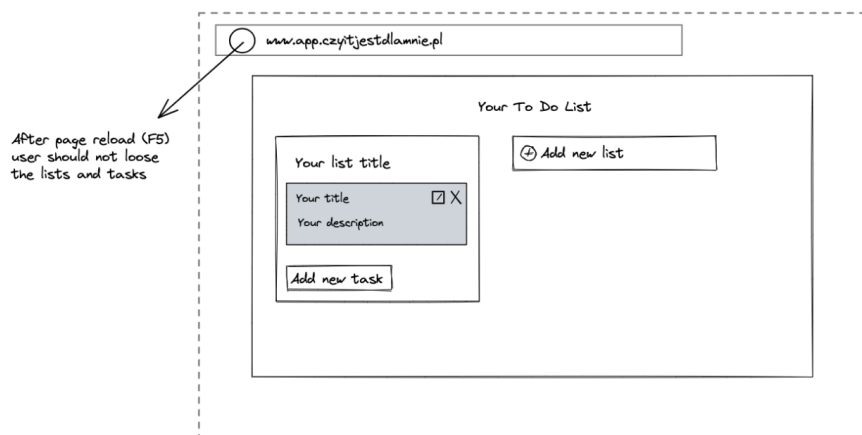 www.app.czyitjestdlamnie.pl
Your To Do List
After page reload (F5)
user should not loose
the lists and tasks
Your list title
Add new list
Your title
Your description
Add new task